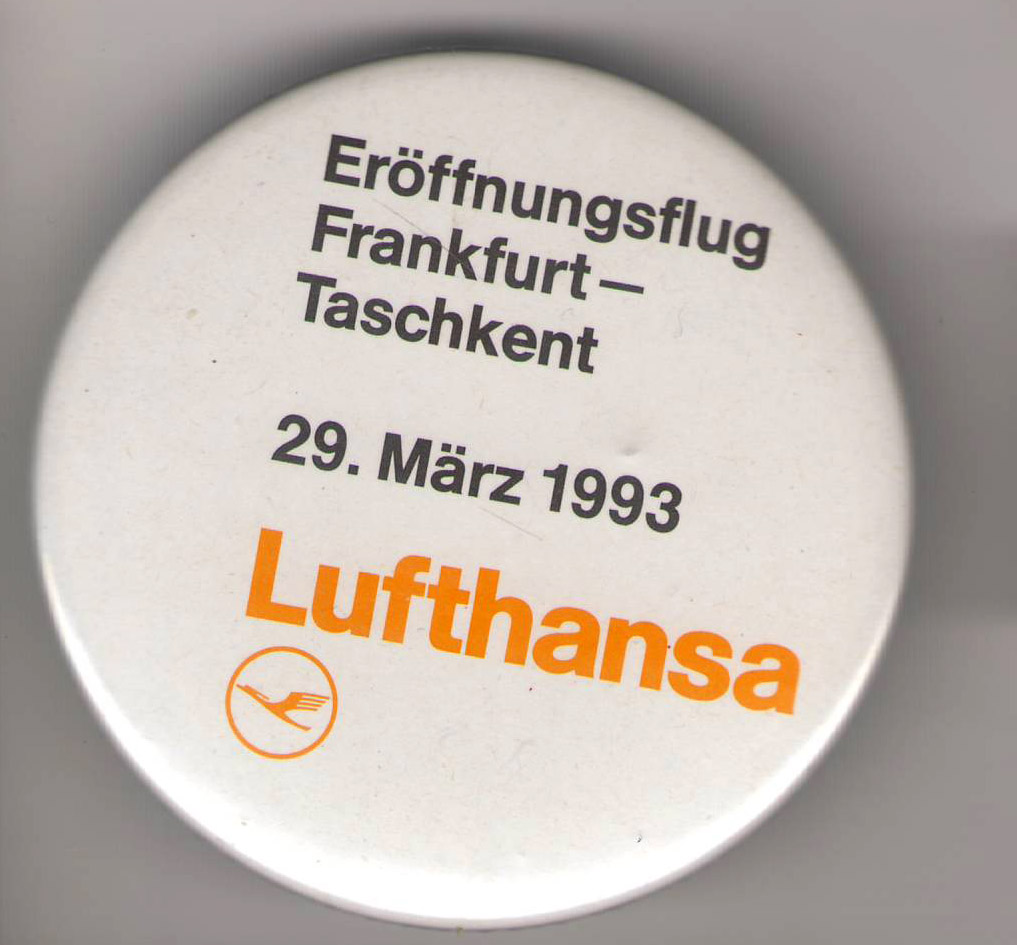 Eröffnungsflug
Frankfurt–
Taschkent
29. März 1993
Lufthansa